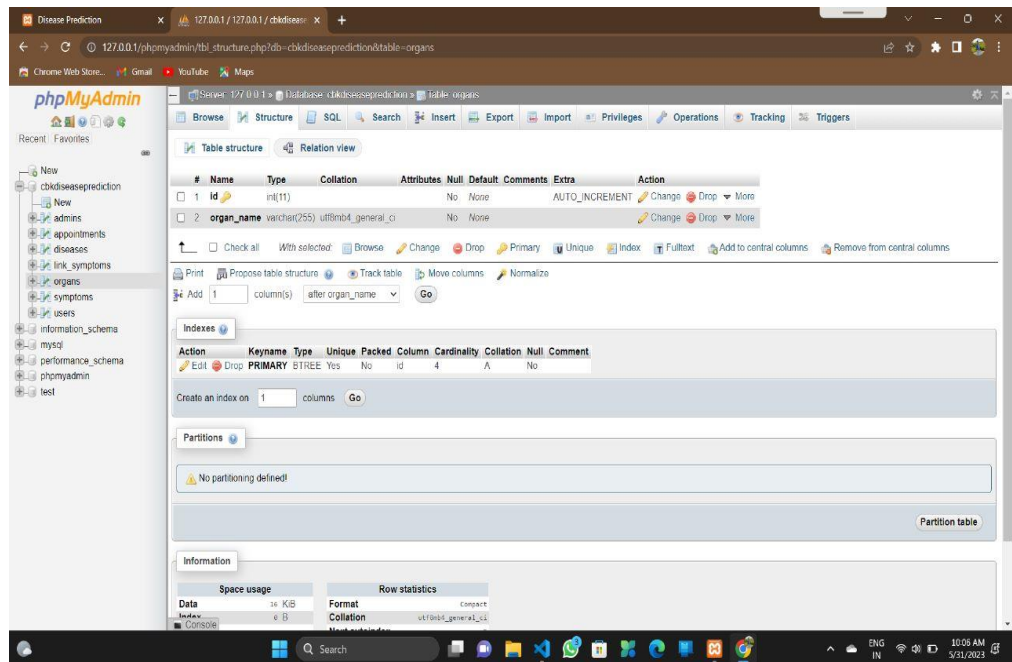 Disease Prediction
127.0.0.1 / 127.0.0.1 / cbkdisease
127.0.0.1/phpmyadmin/tbl_structure.php?db=cbkdiseaseprediction&table=organs
Chrome Web Store... Gmail YouTube Maps
phpMyAdmin
Recent Favorites
New
cbkdiseaseprediction
New
admins
appointments
diseases
link_symptoms
organs
symptoms
users
information_schema
mysql
performance_schema
phpmyadmin
test
Server: 127.0.0.1 » Database: cbkdiseaseprediction » Table: organs
Browse Structure SQL Search Insert Export Import Privileges Operations Tracking Triggers
Table structure Relation view
# Name Type Collation Attributes Null Default Comments Extra Action
1 id int(11) No None AUTO_INCREMENT Change Drop More
2 organ_name varchar(255) utf8mb4_general_ci No None Change Drop More
Check all With selected: Browse Change Drop Primary Unique Index Fulltext Add to central columns Remove from central columns
Print Propose table structure Track table Move columns Normalize
Add 1 column(s) after organ_name Go
Indexes
Action Keyname Type Unique Packed Column Cardinality Collation Null Comment
Edit Drop PRIMARY BTREE Yes No id 4 A No
Create an index on 1 columns Go
Partitions
No partitioning defined!
Partition table
Information
Space usage
Data 16 KiB
Index 0 B
Row statistics
Format Compact
Collation utf8mb4_general_ci
Next autoindex
Console
Search
ENG
IN
10:06 AM
5/31/2023